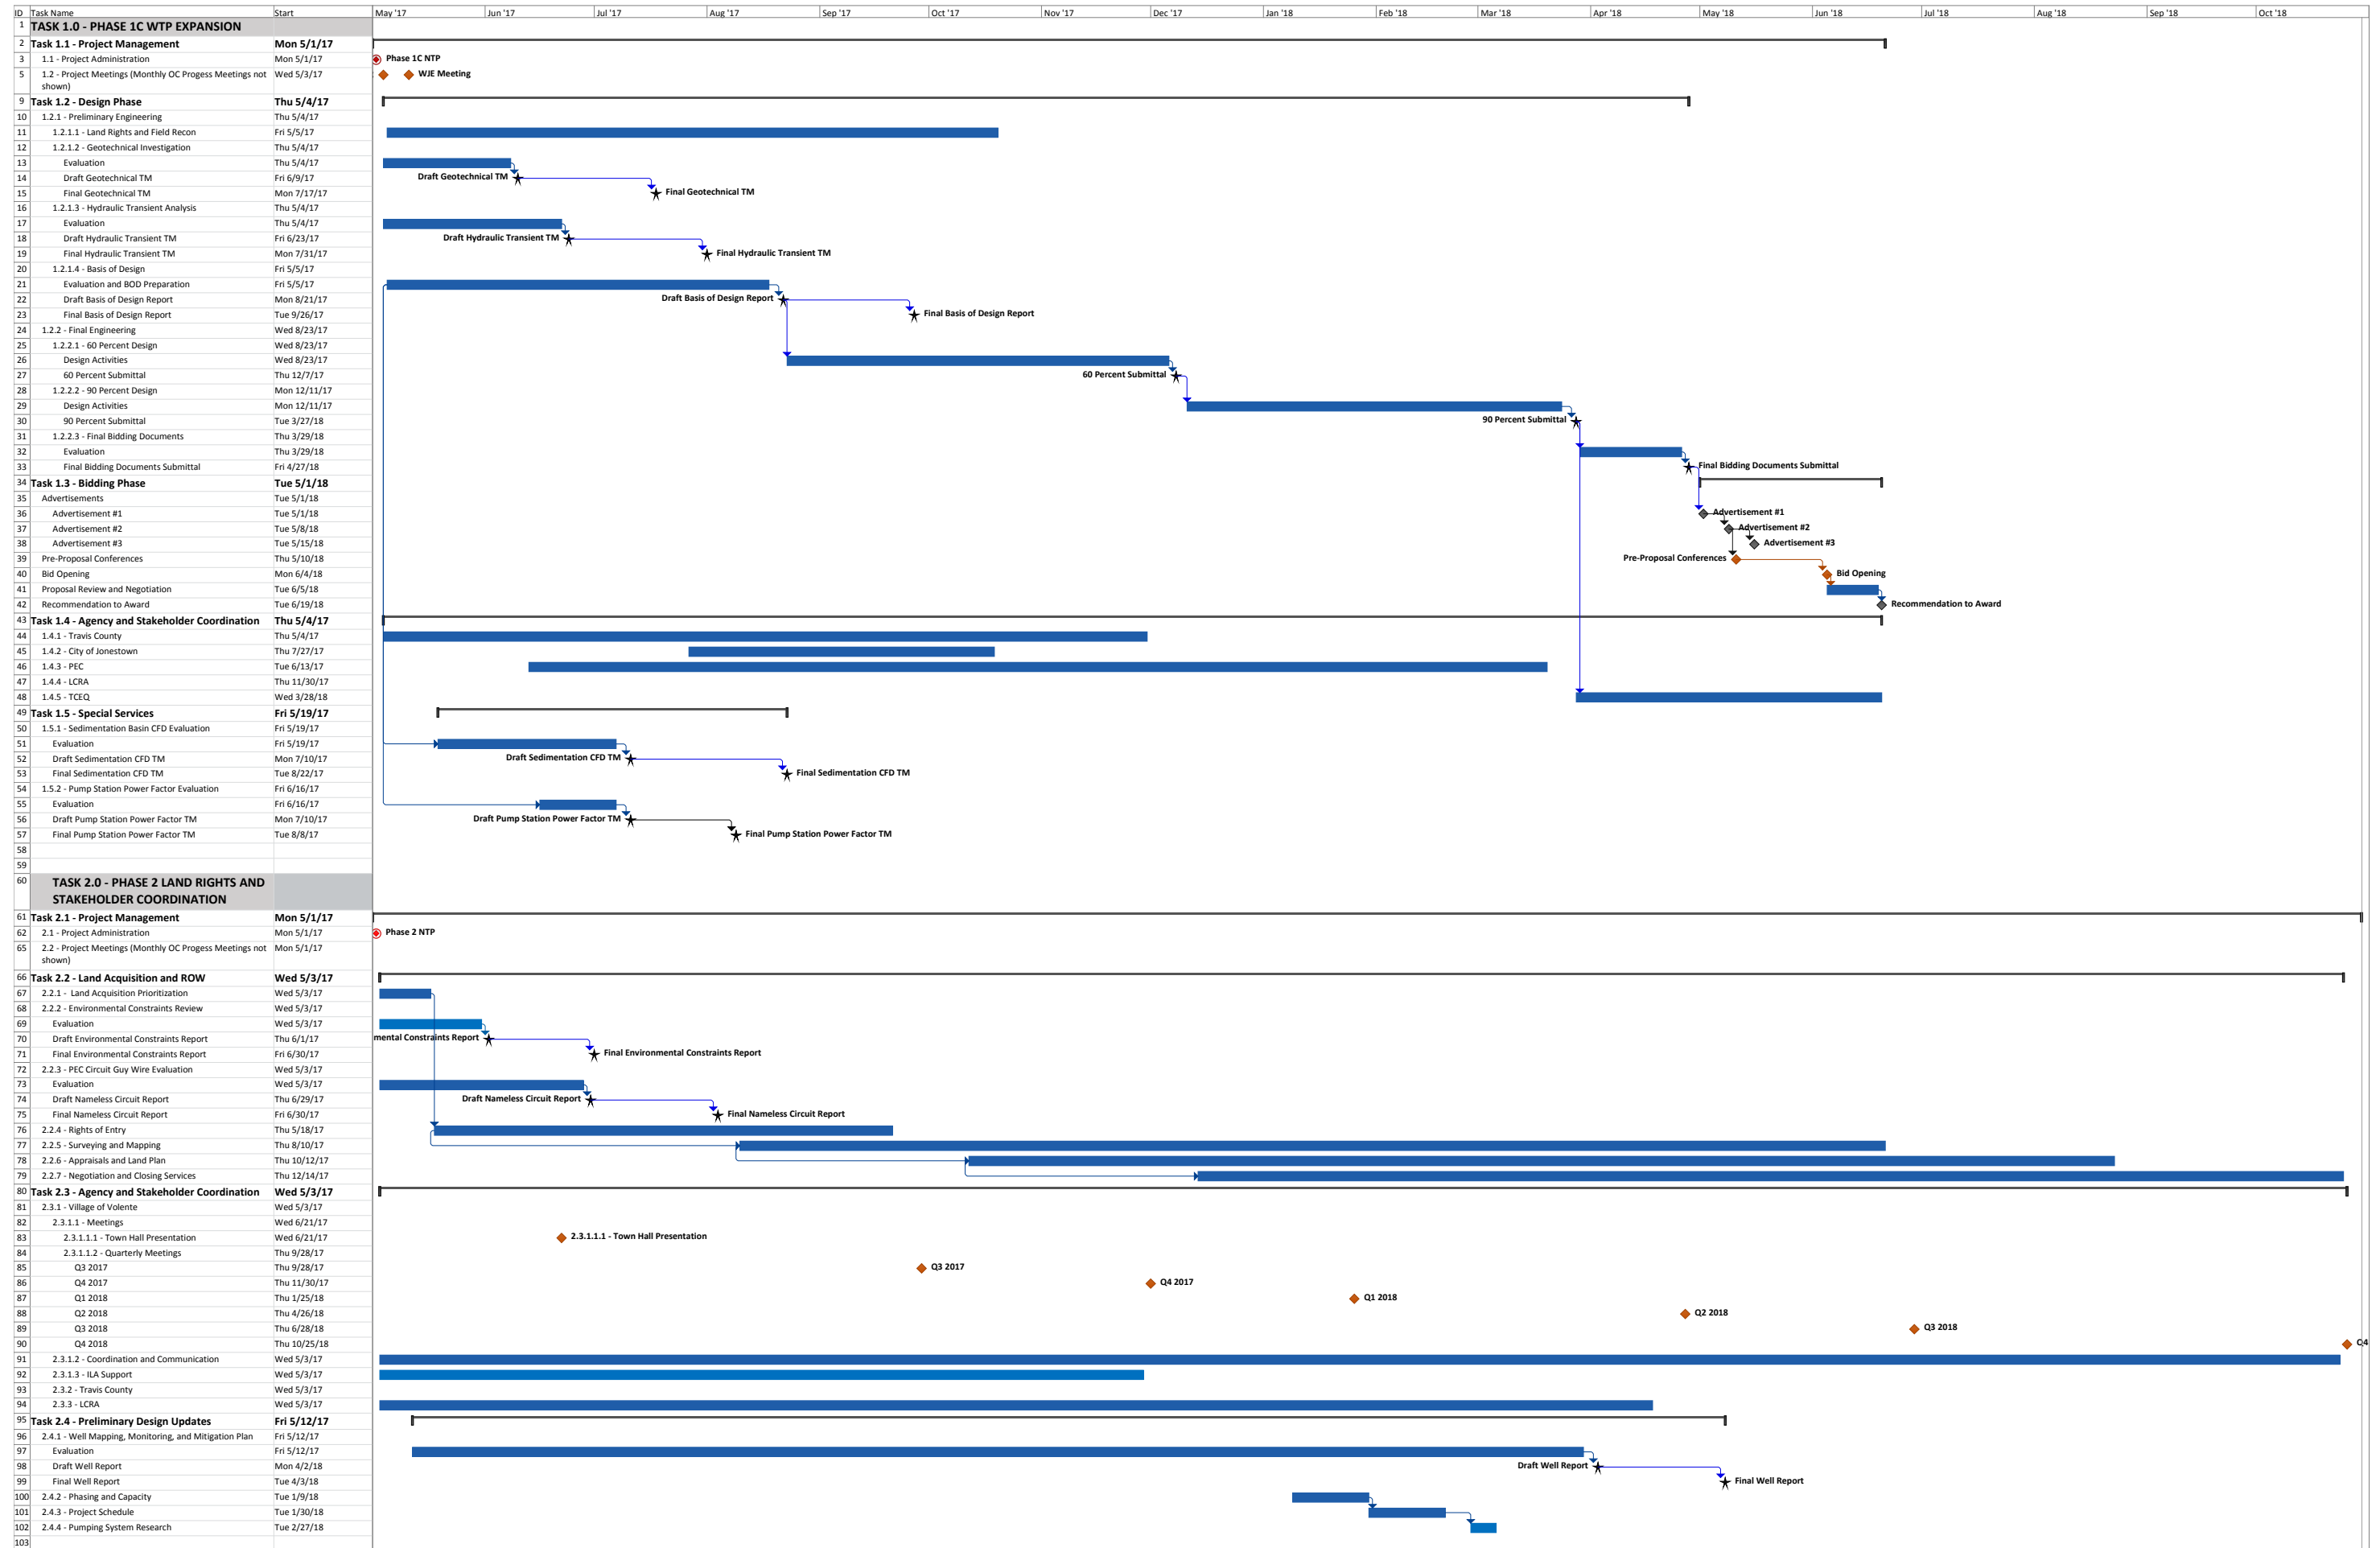 ID Task Name Start May '17 Jun '17 Jul '17 Aug '17 Sep '17 Oct '17 Nov '17 Dec '17 Jan '18 Feb '18 Mar '18 Apr '18 May '18 Jun '18 Jul '18 Aug '18 Sep '18 Oct '18
1 TASK 1.0 - PHASE 1C WTP EXPANSION
2 Task 1.1 - Project Management Mon 5/1/17
3 1.1 - Project Administration Mon 5/1/17 Phase 1C NTP
5 1.2 - Project Meetings (Monthly OC Progess Meetings not Wed 5/3/17 WJE Meeting
shown)
9 Task 1.2 - Design Phase Thu 5/4/17
10 1.2.1 - Preliminary Engineering Thu 5/4/17
11 1.2.1.1 - Land Rights and Field Recon Fri 5/5/17
12 1.2.1.2 - Geotechnical Investigation Thu 5/4/17
13 Evaluation Thu 5/4/17
14 Draft Geotechnical TM Fri 6/9/17 Draft Geotechnical TM
15 Final Geotechnical TM Mon 7/17/17 Final Geotechnical TM
16 1.2.1.3 - Hydraulic Transient Analysis Thu 5/4/17
17 Evaluation Thu 5/4/17
18 Draft Hydraulic Transient TM Fri 6/23/17 Draft Hydraulic Transient TM
19 Final Hydraulic Transient TM Mon 7/31/17 Final Hydraulic Transient TM
20 1.2.1.4 - Basis of Design Fri 5/5/17
21 Evaluation and BOD Preparation Fri 5/5/17
22 Draft Basis of Design Report Mon 8/21/17 Draft Basis of Design Report
23 Final Basis of Design Report Tue 9/26/17 Final Basis of Design Report
24 1.2.2 - Final Engineering Wed 8/23/17
25 1.2.2.1 - 60 Percent Design Wed 8/23/17
26 Design Activities Wed 8/23/17
27 60 Percent Submittal Thu 12/7/17 60 Percent Submittal
28 1.2.2.2 - 90 Percent Design Mon 12/11/17
29 Design Activities Mon 12/11/17
30 90 Percent Submittal Tue 3/27/18 90 Percent Submittal
31 1.2.2.3 - Final Bidding Documents Thu 3/29/18
32 Evaluation Thu 3/29/18
33 Final Bidding Documents Submittal Fri 4/27/18 Final Bidding Documents Submittal
34 Task 1.3 - Bidding Phase Tue 5/1/18
35 Advertisements Tue 5/1/18
36 Advertisement #1 Tue 5/1/18 Advertisement #1
37 Advertisement #2 Tue 5/8/18 Advertisement #2
38 Advertisement #3 Tue 5/15/18 Advertisement #3
39 Pre-Proposal Conferences Thu 5/10/18 Pre-Proposal Conferences
40 Bid Opening Mon 6/4/18 Bid Opening
41 Proposal Review and Negotiation Tue 6/5/18
42 Recommendation to Award Tue 6/19/18 Recommendation to Award
43 Task 1.4 - Agency and Stakeholder Coordination Thu 5/4/17
44 1.4.1 - Travis County Thu 5/4/17
45 1.4.2 - City of Jonestown Thu 7/27/17
46 1.4.3 - PEC Tue 6/13/17
47 1.4.4 - LCRA Thu 11/30/17
48 1.4.5 - TCEQ Wed 3/28/18
49 Task 1.5 - Special Services Fri 5/19/17
50 1.5.1 - Sedimentation Basin CFD Evaluation Fri 5/19/17
51 Evaluation Fri 5/19/17
52 Draft Sedimentation CFD TM Mon 7/10/17 Draft Sedimentation CFD TM
53 Final Sedimentation CFD TM Tue 8/22/17 Final Sedimentation CFD TM
54 1.5.2 - Pump Station Power Factor Evaluation Fri 6/16/17
55 Evaluation Fri 6/16/17
56 Draft Pump Station Power Factor TM Mon 7/10/17 Draft Pump Station Power Factor TM
57 Final Pump Station Power Factor TM Tue 8/8/17 Final Pump Station Power Factor TM
58
59
60 TASK 2.0 - PHASE 2 LAND RIGHTS AND
STAKEHOLDER COORDINATION
61 Task 2.1 - Project Management Mon 5/1/17
62 2.1 - Project Administration Mon 5/1/17 Phase 2 NTP
65 2.2 - Project Meetings (Monthly OC Progess Meetings not Mon 5/1/17
shown)
66 Task 2.2 - Land Acquisition and ROW Wed 5/3/17
67 2.2.1 - Land Acquisition Prioritization Wed 5/3/17
68 2.2.2 - Environmental Constraints Review Wed 5/3/17
69 Evaluation Wed 5/3/17
70 Draft Environmental Constraints Report Thu 6/1/17 mental Constraints Report
71 Final Environmental Constraints Report Fri 6/30/17 Final Environmental Constraints Report
72 2.2.3 - PEC Circuit Guy Wire Evaluation Wed 5/3/17
73 Evaluation Wed 5/3/17
74 Draft Nameless Circuit Report Thu 6/29/17 Draft Nameless Circuit Report
75 Final Nameless Circuit Report Fri 6/30/17 Final Nameless Circuit Report
76 2.2.4 - Rights of Entry Thu 5/18/17
77 2.2.5 - Surveying and Mapping Thu 8/10/17
78 2.2.6 - Appraisals and Land Plan Thu 10/12/17
79 2.2.7 - Negotiation and Closing Services Thu 12/14/17
80 Task 2.3 - Agency and Stakeholder Coordination Wed 5/3/17
81 2.3.1 - Village of Volente Wed 5/3/17
82 2.3.1.1 - Meetings Wed 6/21/17
83 2.3.1.1.1 - Town Hall Presentation Wed 6/21/17 2.3.1.1.1 - Town Hall Presentation
84 2.3.1.1.2 - Quarterly Meetings Thu 9/28/17
85 Q3 2017 Thu 9/28/17 Q3 2017
86 Q4 2017 Thu 11/30/17 Q4 2017
87 Q1 2018 Thu 1/25/18 Q1 2018
88 Q2 2018 Thu 4/26/18 Q2 2018
89 Q3 2018 Thu 6/28/18 Q3 2018
90 Q4 2018 Thu 10/25/18 Q4
91 2.3.1.2 - Coordination and Communication Wed 5/3/17
92 2.3.1.3 - ILA Support Wed 5/3/17
93 2.3.2 - Travis County Wed 5/3/17
94 2.3.3 - LCRA Wed 5/3/17
95 Task 2.4 - Preliminary Design Updates Fri 5/12/17
96 2.4.1 - Well Mapping, Monitoring, and Mitigation Plan Fri 5/12/17
97 Evaluation Fri 5/12/17
98 Draft Well Report Mon 4/2/18 Draft Well Report
99 Final Well Report Tue 4/3/18 Final Well Report
100 2.4.2 - Phasing and Capacity Tue 1/9/18
101 2.4.3 - Project Schedule Tue 1/30/18
102 2.4.4 - Pumping System Research Tue 2/27/18
103